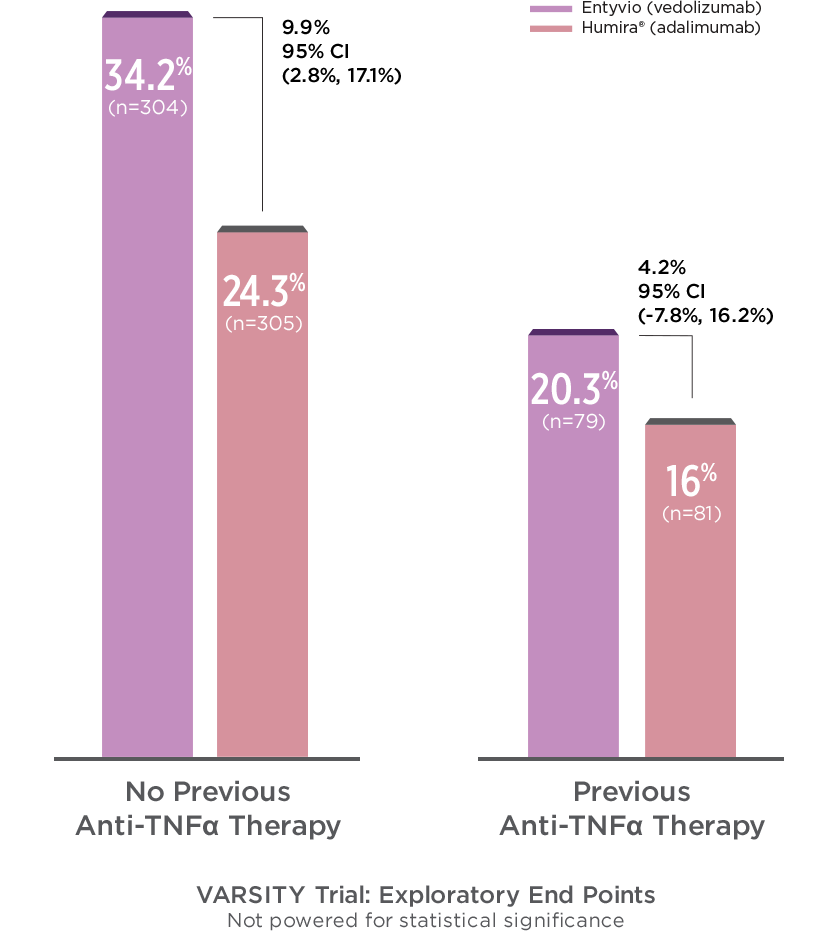 Entyvio (vedolizumab)
Humira® (adalimumab)
9.9%
95% CI
(2.8%, 17.1%)
34.2%
(n=304)
24.3%
(n=305)
4.2%
95% CI
(-7.8%, 16.2%)
20.3%
(n=79)
16%
(n=81)
No Previous
Anti-TNFα Therapy
Previous
Anti-TNFα Therapy
VARSITY Trial: Exploratory End Points
Not powered for statistical significance